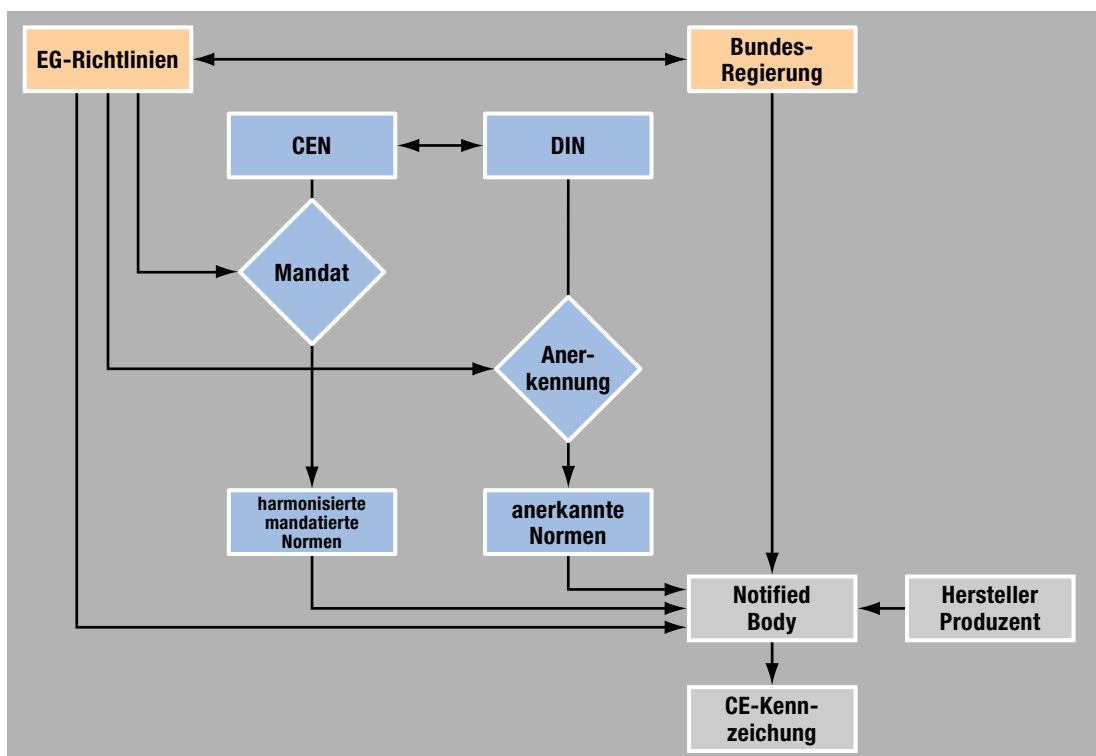 EG-Richtlinien
Bundes-
Regierung
CEN
DIN
Mandat
Aner-
kennung
harmonisierte
mandatierte
Normen
anerkannte
Normen
Notified
Body
Hersteller
Produzent
CE-Kenn-
zeichung